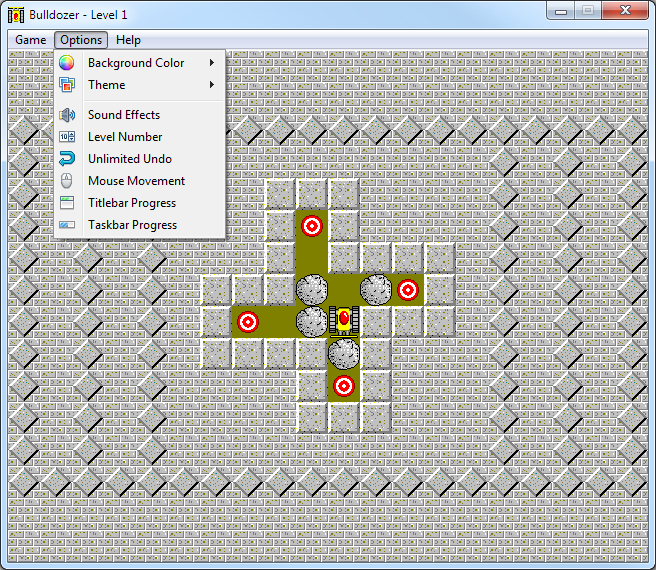 Bulldozer - Level 1
Game Options Help
Background Color
Theme
Sound Effects
10 Level Number
Unlimited Undo
Mouse Movement
Titlebar Progress
Taskbar Progress